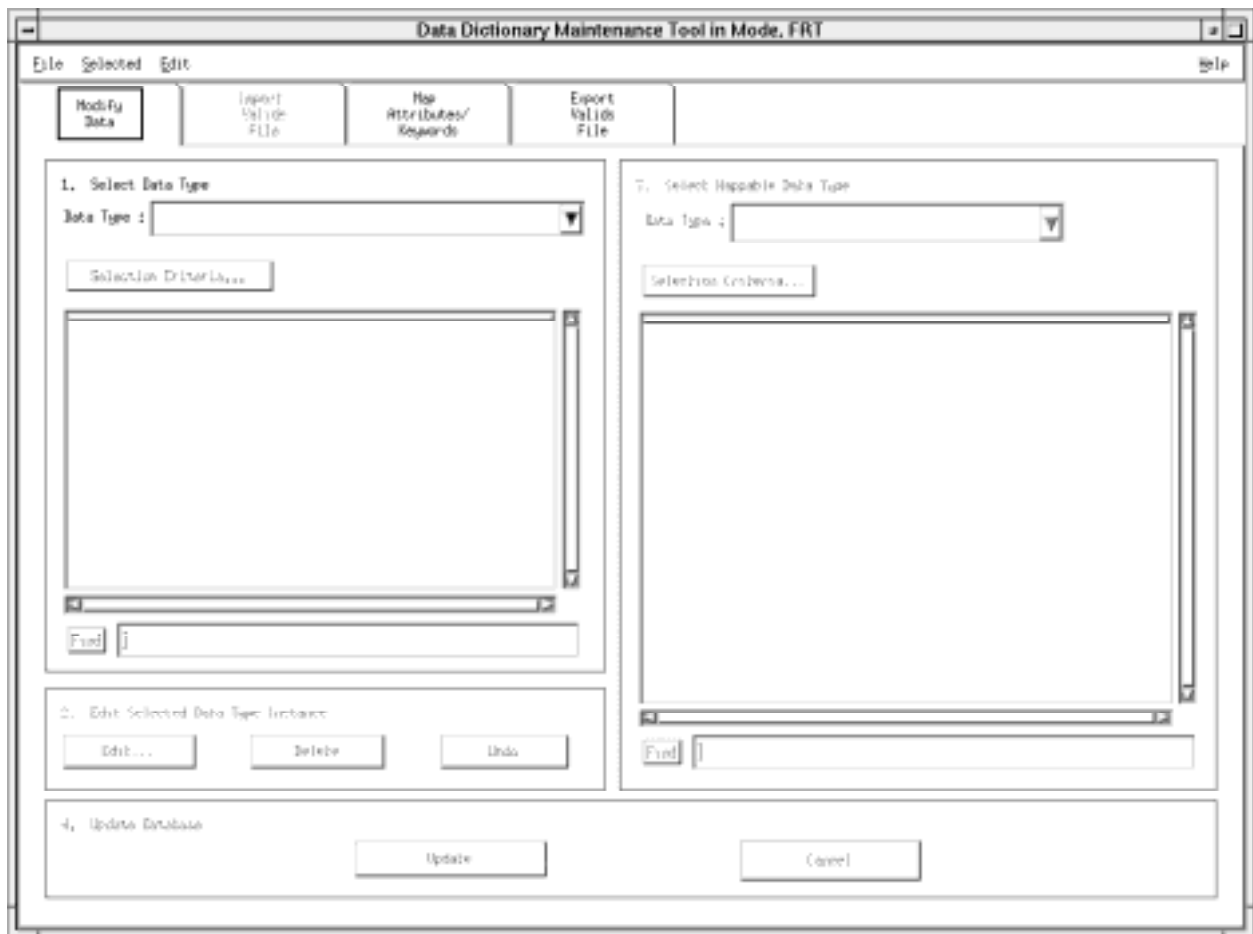 Data Dictionary Maintenance Tool in Mode, FRT
File Selected Edit Help
Modify
Data
Import
Valids
File
Map
Attributes/
Keywords
Export
Valids
File
1. Select Data Type
Data Type :
Selection Criteria...
Find
2. Edit Selected Data Type Instance
Edit... Delete Undo
Select Mappable Data Type
Data Type :
Selection Criteria...
Find
4. Update Database
Update Cancel